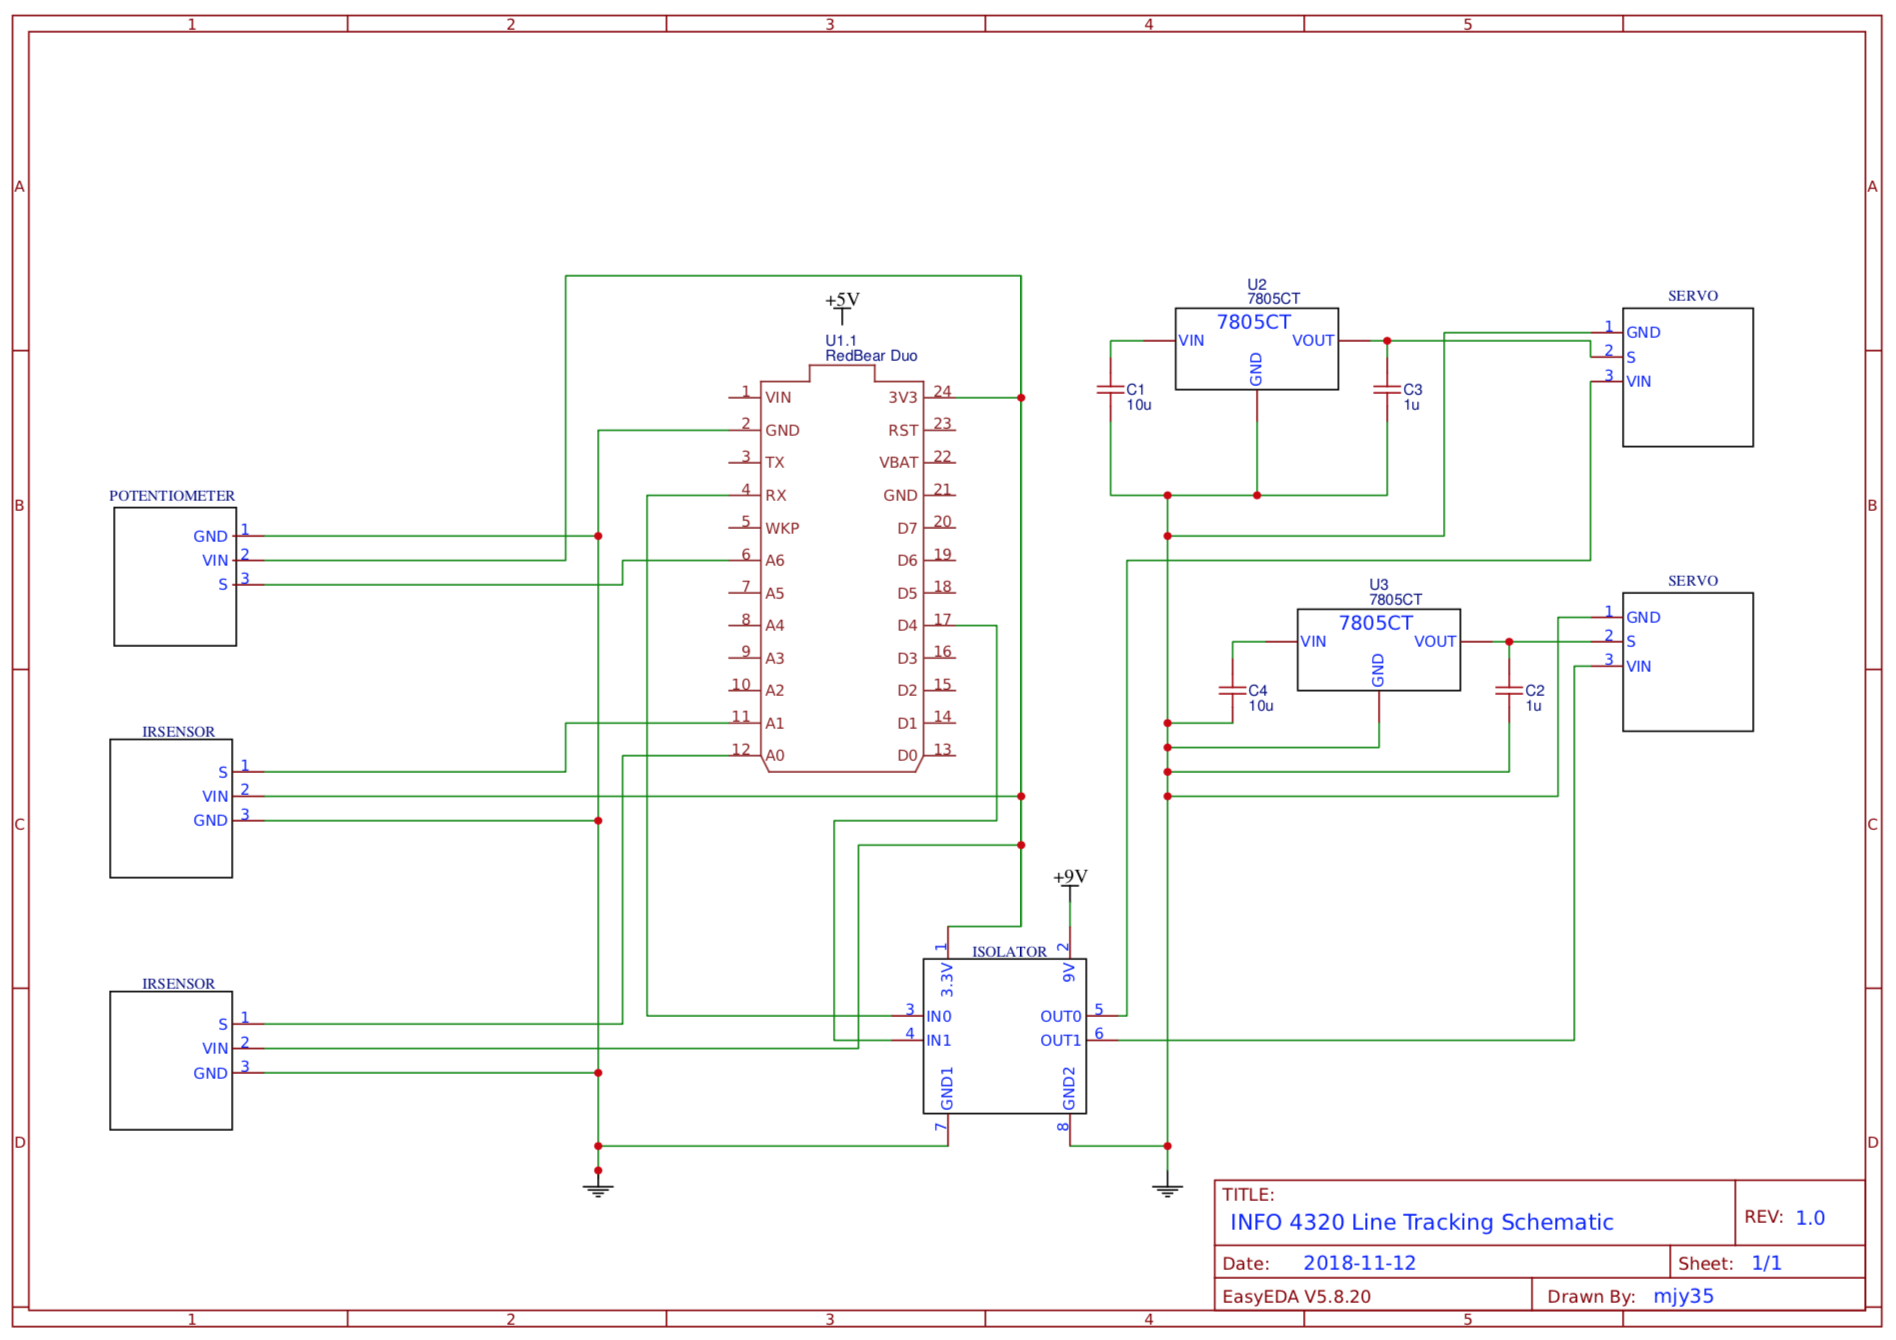 1 2 3 4 5
A A
B B
C C
D D
+5V
U1.1
RedBear Duo
1 VIN 3V3 24
2 GND RST 23
3 TX VBAT 22
4 RX GND 21
5 WKP D7 20
6 A6 D6 19
7 A5 D5 18
8 A4 D4 17
9 A3 D3 16
10 A2 D2 15
11 A1 D1 14
12 A0 D0 13
POTENTIOMETER
GND 1
VIN 2
S 3
IRSENSOR
S 1
VIN 2
GND 3
IRSENSOR
S 1
VIN 2
GND 3
U2
7805CT
7805CT
VIN VOUT
GND
C1
10u
C3
1u
SERVO
1 GND
2 S
3 VIN
U3
7805CT
7805CT
VIN VOUT
GND
C4
10u
C2
1u
SERVO
1 GND
2 S
3 VIN
+9V
ISOLATOR
1 2
3.3V 9V
3 IN0 OUT0 5
4 IN1 OUT1 6
GND1 GND2
7 8
TITLE:
INFO 4320 Line Tracking Schematic
REV: 1.0
Date: 2018-11-12
Sheet: 1/1
EasyEDA V5.8.20
Drawn By: mjy35
1 2 3 4 5